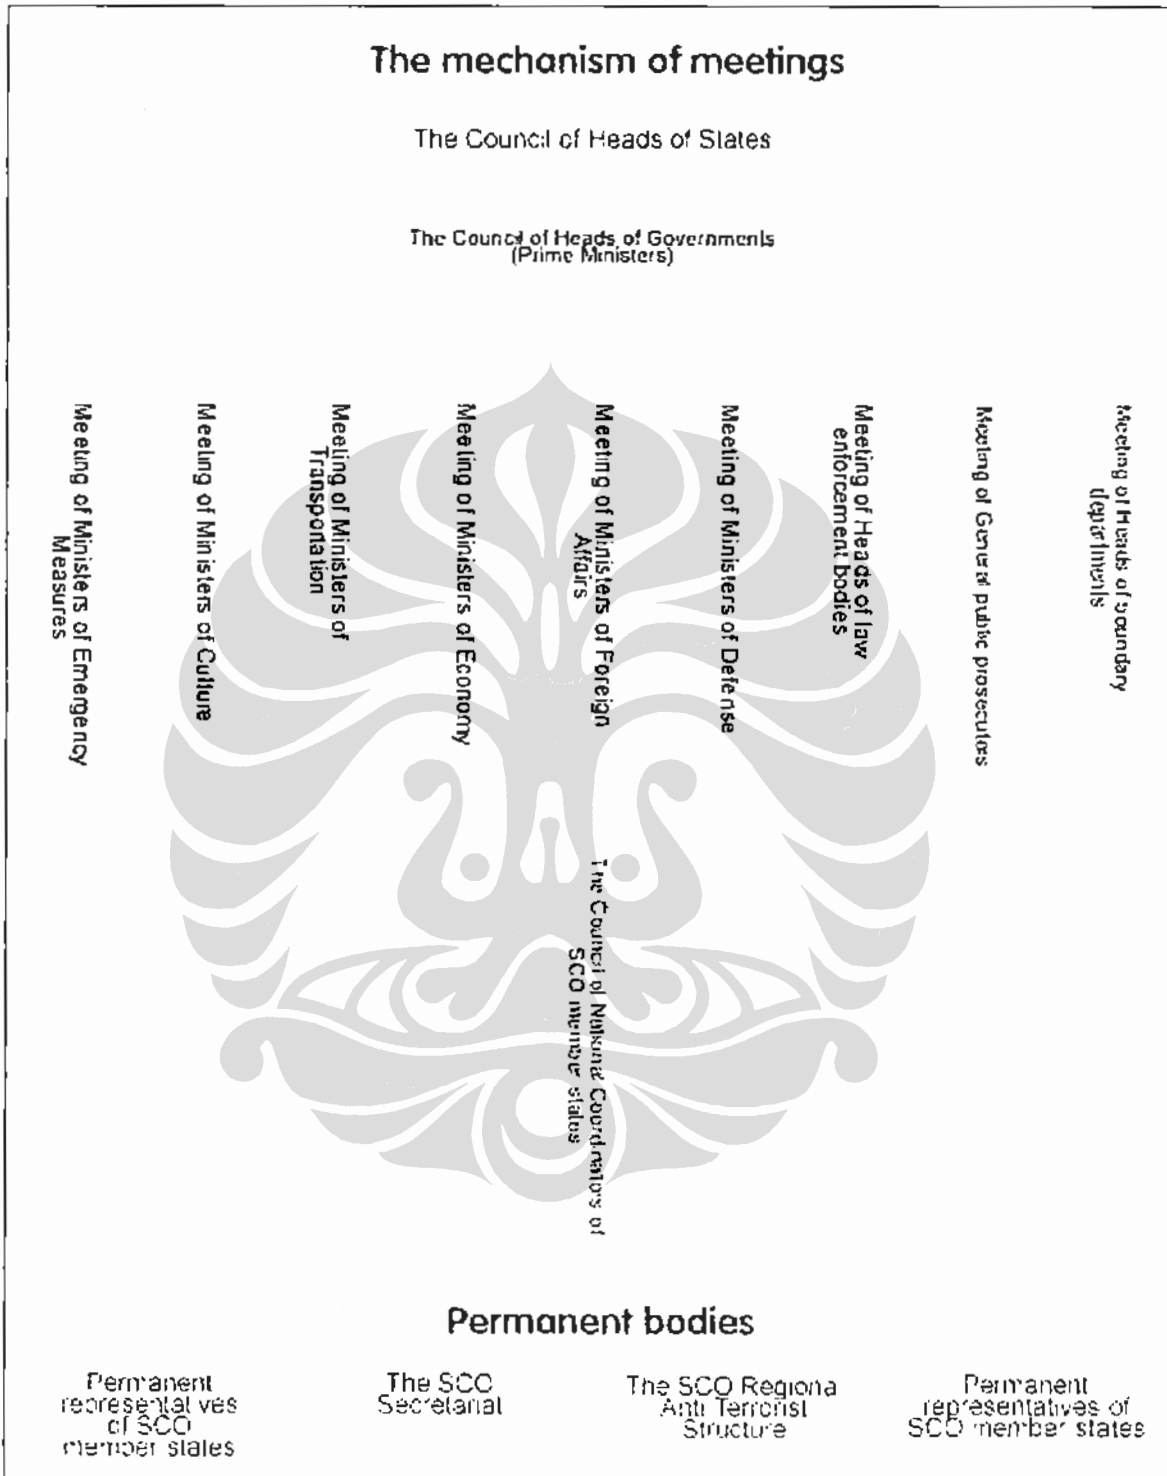 The mechanism of meetings
The Council of Heads of States
The Council of Heads of Governments
(Prime Ministers)
Meeting of Ministers of Emergency
Measures
Meeting of Ministers of Culture
Meeting of Ministers of
Transportation
Meeting of Ministers of Economy
Meeting of Ministers of Foreign
Affairs
Meeting of Ministers of Defense
Meeting of Heads of law
enforcement bodies
Meeting of General public prosecutors
Meeting of Heads of boundary
departments
The Council of National Coordinators of
SCO member states
Permanent bodies
Permanent
representatives
of SCO
member states
The SCO
Secretariat
The SCO Regiona
Anti Terrorist
Structure
Permanent
representatives of
SCO member states